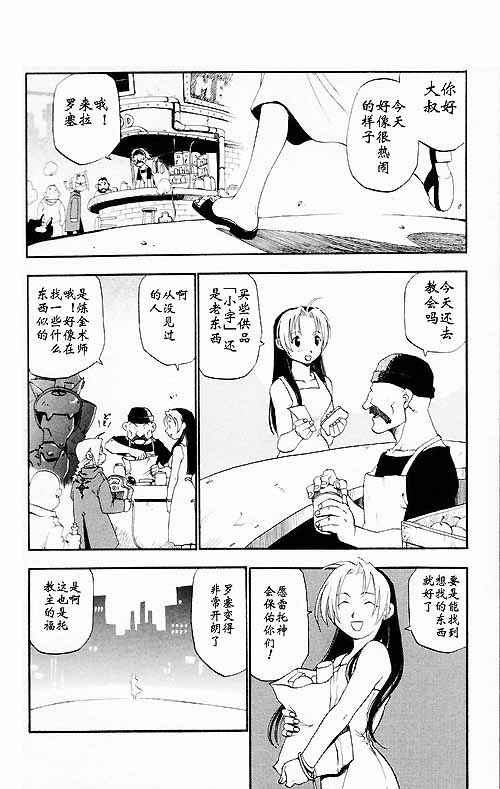 你好
大叔
今天
好像很
热闹
的样子
哦！
来拉
罗塞
今天还去
教会吗
买些供品
「小字」还
是老东西
啊
从没见过
的人
是炼金术师
哦！好像在
找一些什么
东西似的
要是能找到
想找的东西
就好了
愿雷托神
会保佑你们！
罗塞变得
非常开朗了
是啊
这也是托
教主的福